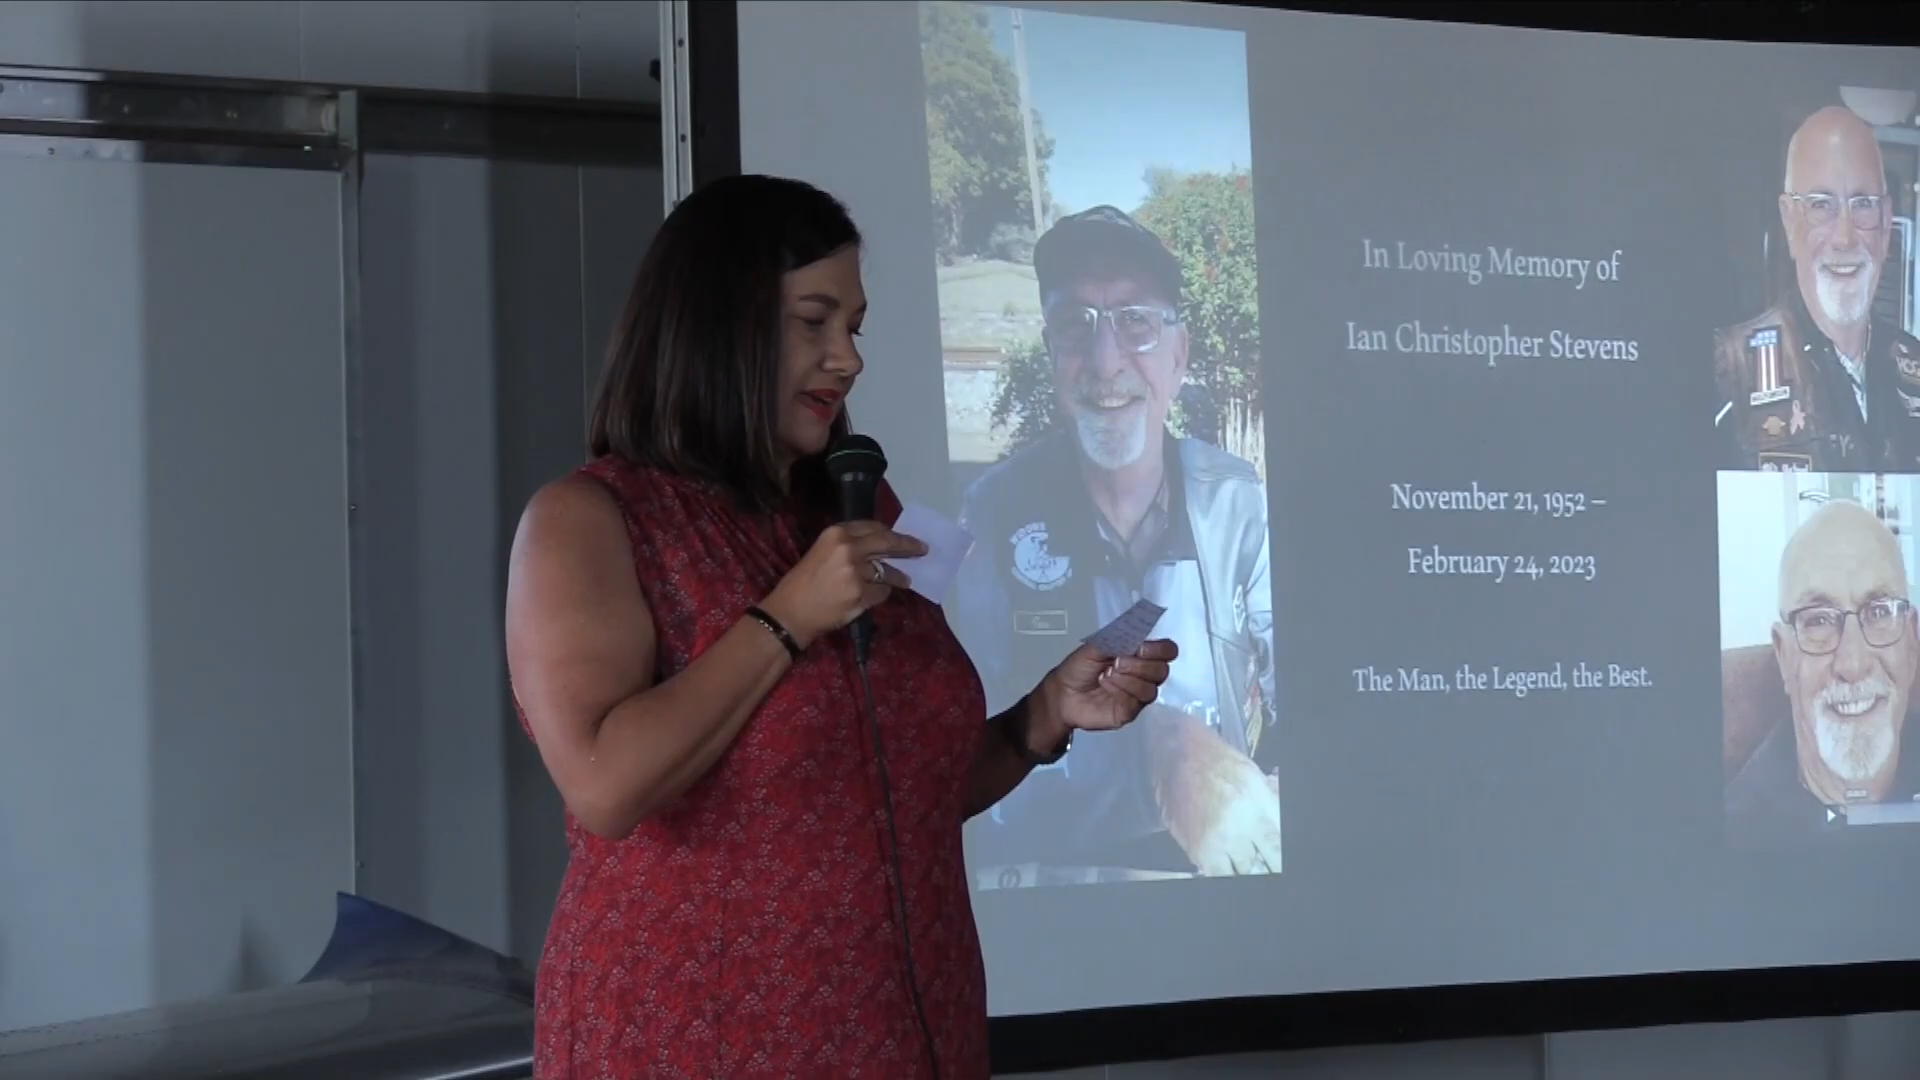 In Loving Memory of
Ian Christopher Stevens
November 21, 1952 –
February 24, 2023
The Man, the Legend, the Best.